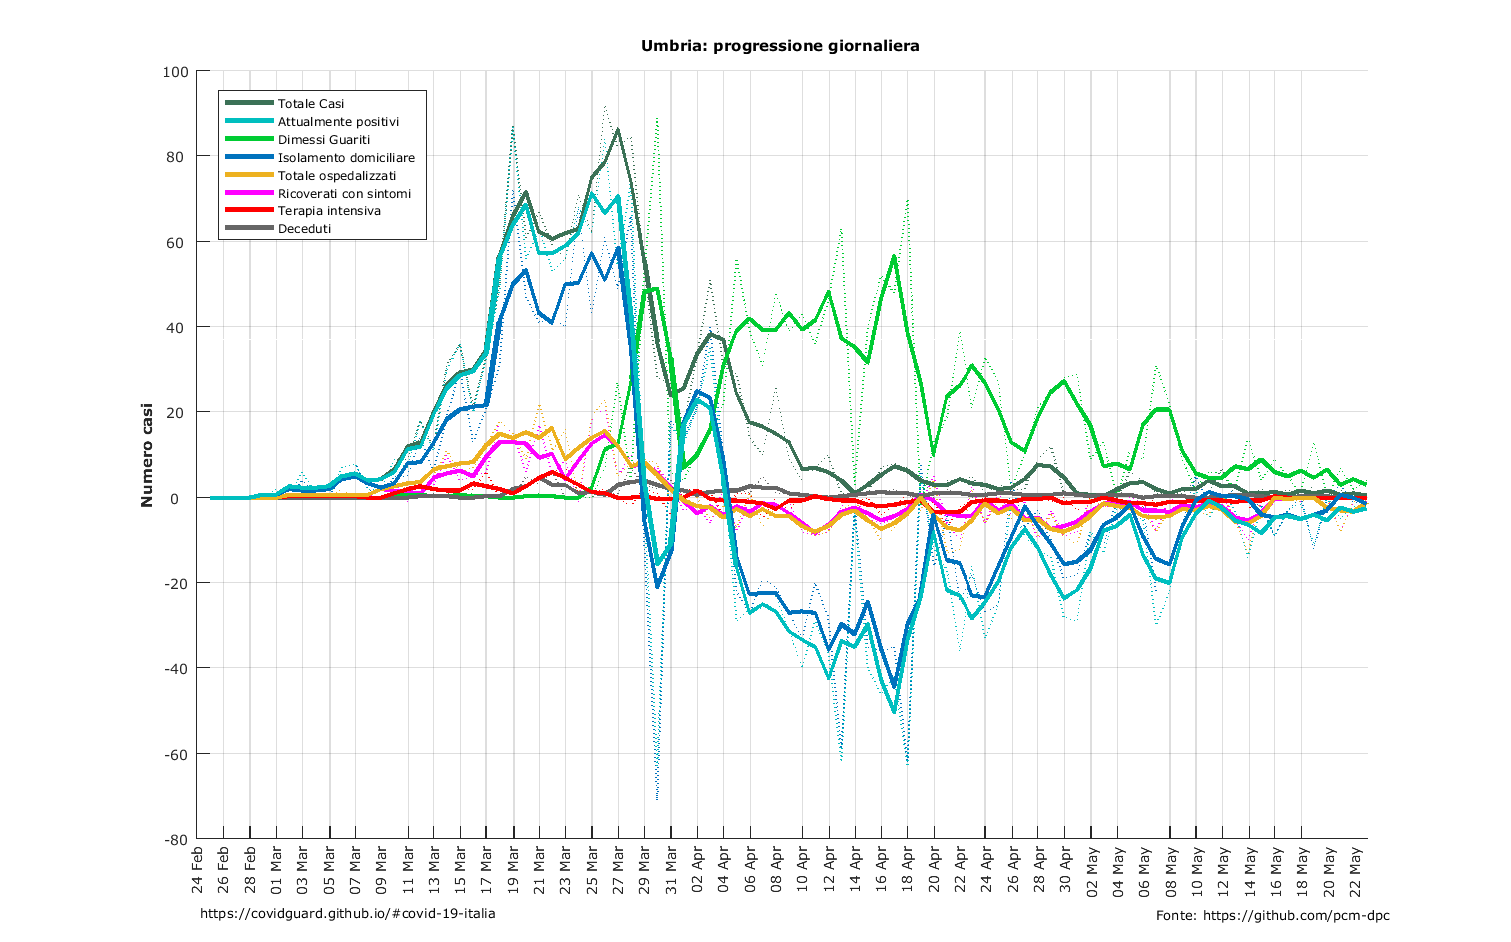 Umbria: progressione giornaliera
Numero casi
100
80
60
40
20
0
-20
-40
-60
-80
Totale Casi
Attualmente positivi
Dimessi Guariti
Isolamento domiciliare
Totale ospedalizzati
Ricoverati con sintomi
Terapia intensiva
Deceduti
24 Feb
26 Feb
28 Feb
01 Mar
03 Mar
05 Mar
07 Mar
09 Mar
11 Mar
13 Mar
15 Mar
17 Mar
19 Mar
21 Mar
23 Mar
25 Mar
27 Mar
29 Mar
31 Mar
02 Apr
04 Apr
06 Apr
08 Apr
10 Apr
12 Apr
14 Apr
16 Apr
18 Apr
20 Apr
22 Apr
24 Apr
26 Apr
28 Apr
30 Apr
02 May
04 May
06 May
08 May
10 May
12 May
14 May
16 May
18 May
20 May
22 May
https://covidguard.github.io/#covid-19-italia
Fonte: https://github.com/pcm-dpc